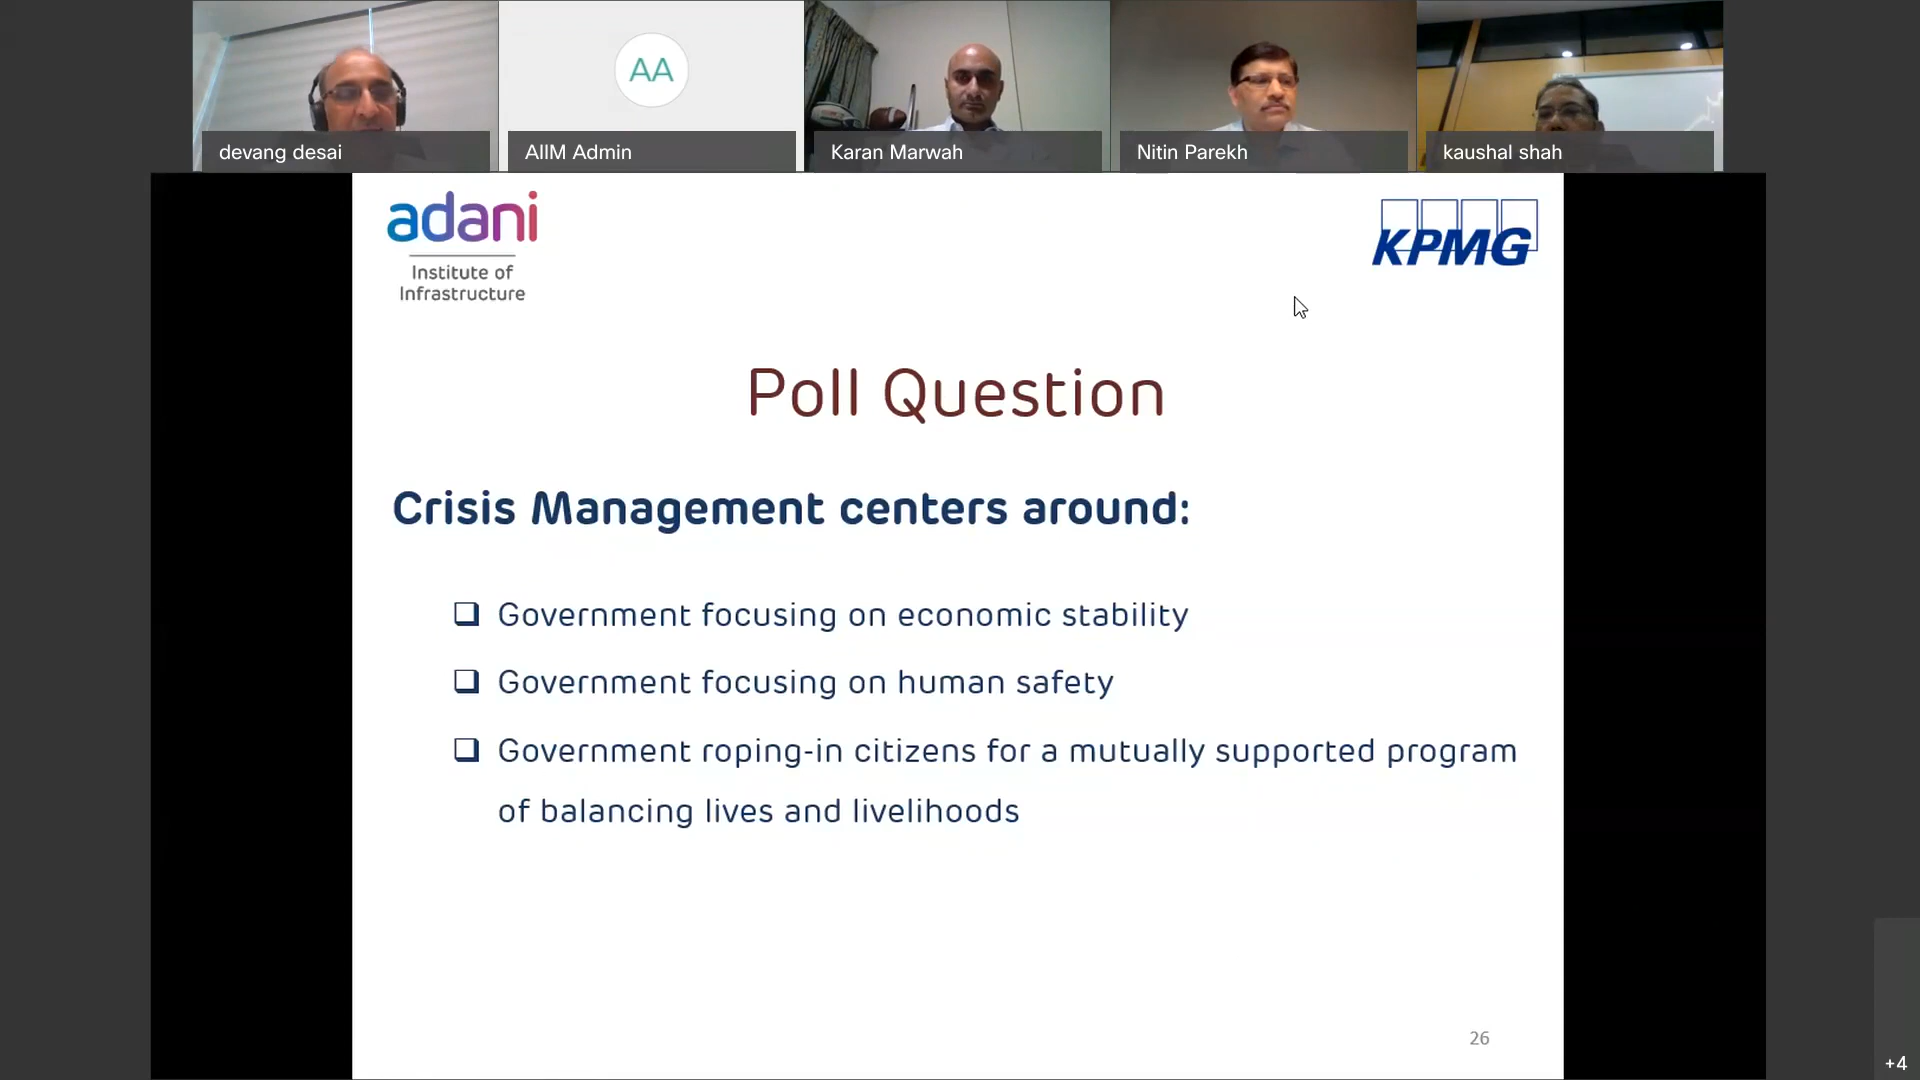 devang desai
AA
AIIM Admin
Karan Marwah
Nitin Parekh
kaushal shah
adani
Institute of
Infrastructure
KPMG
Poll Question
Crisis Management centers around:
Government focusing on economic stability
Government focusing on human safety
Government roping-in citizens for a mutually supported program
of balancing lives and livelihoods
26
+4